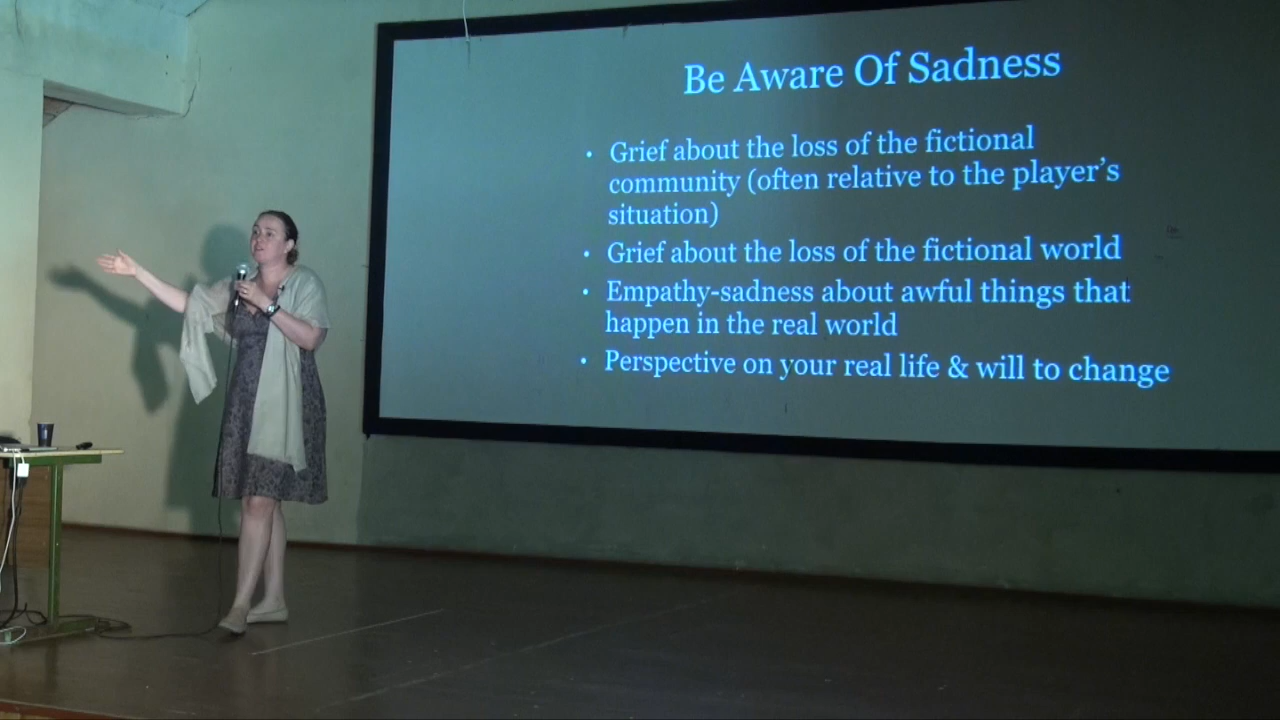 Be Aware Of Sadness
• Grief about the loss of the fictional
community (often relative to the player's
situation)
• Grief about the loss of the fictional world
• Empathy-sadness about awful things that
happen in the real world
• Perspective on your real life & will to change